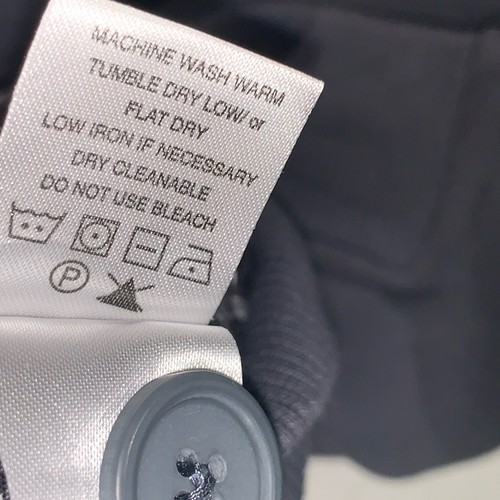 MACHINE WASH WARM
TUMBLE DRY LOW/ or
FLAT DRY
LOW IRON IF NECESSARY
DRY CLEANABLE
DO NOT USE BLEACH
P